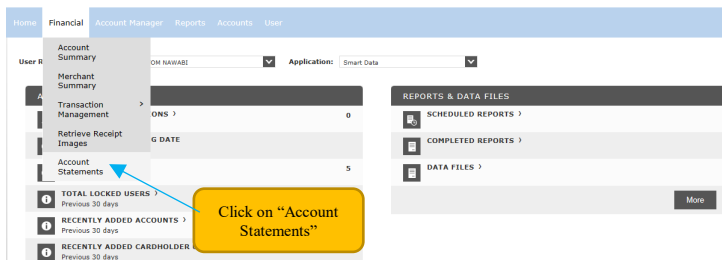 Home Financial Account Manager Reports Accounts User
Account
Summary
User R OM NAWABI Application: Smart Data
Merchant
Summary
A
REPORTS & DATA FILES
Transaction >
Management
ONS > 0
SCHEDULED REPORTS >
Retrieve Receipt
Images
G DATE
COMPLETED REPORTS >
Account
Statements
5
DATA FILES >
TOTAL LOCKED USERS >
Previous 30 days
More
RECENTLY ADDED ACCOUNTS >
Previous 30 days
RECENTLY ADDED CARDHOLDER
Previous 30 days
Click on “Account
Statements”